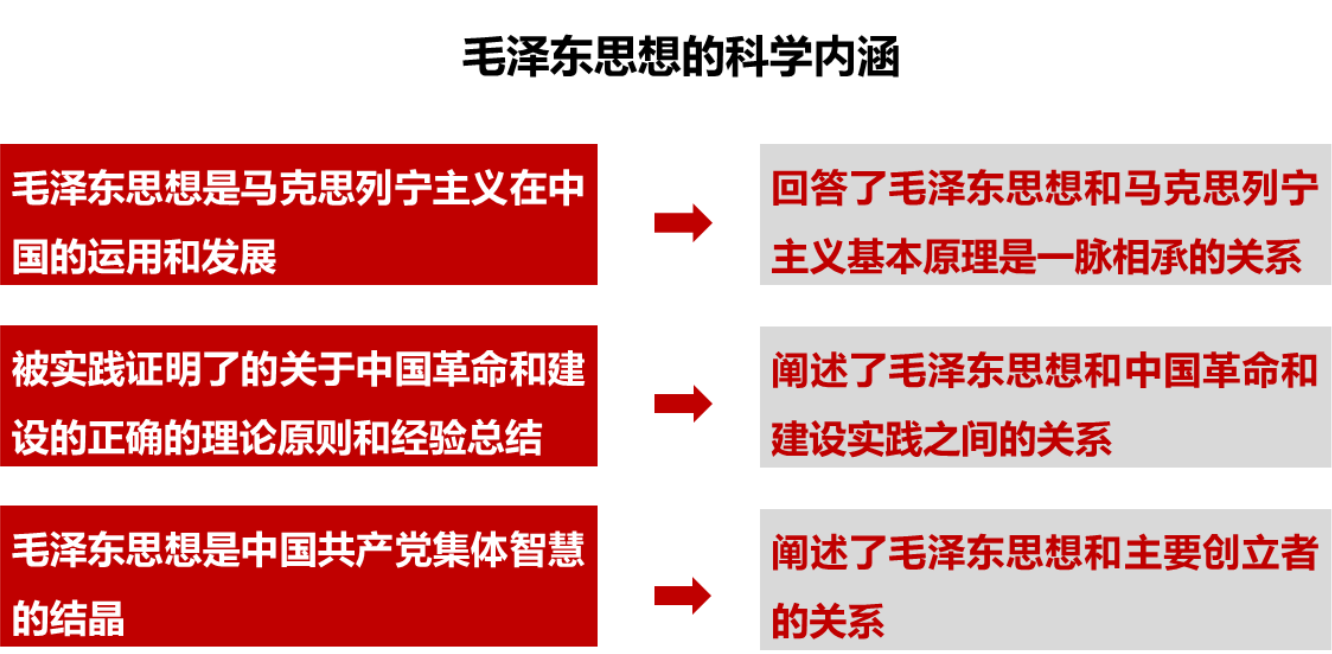 毛泽东思想的科学内涵
毛泽东思想是马克思列宁主义在中
国的运用和发展
回答了毛泽东思想和马克思列宁
主义基本原理是一脉相承的关系
被实践证明了的关于中国革命和建
设的正确的理论原则和经验总结
阐述了毛泽东思想和中国革命和
建设实践之间的关系
毛泽东思想是中国共产党集体智慧
的结晶
阐述了毛泽东思想和主要创立者
的关系